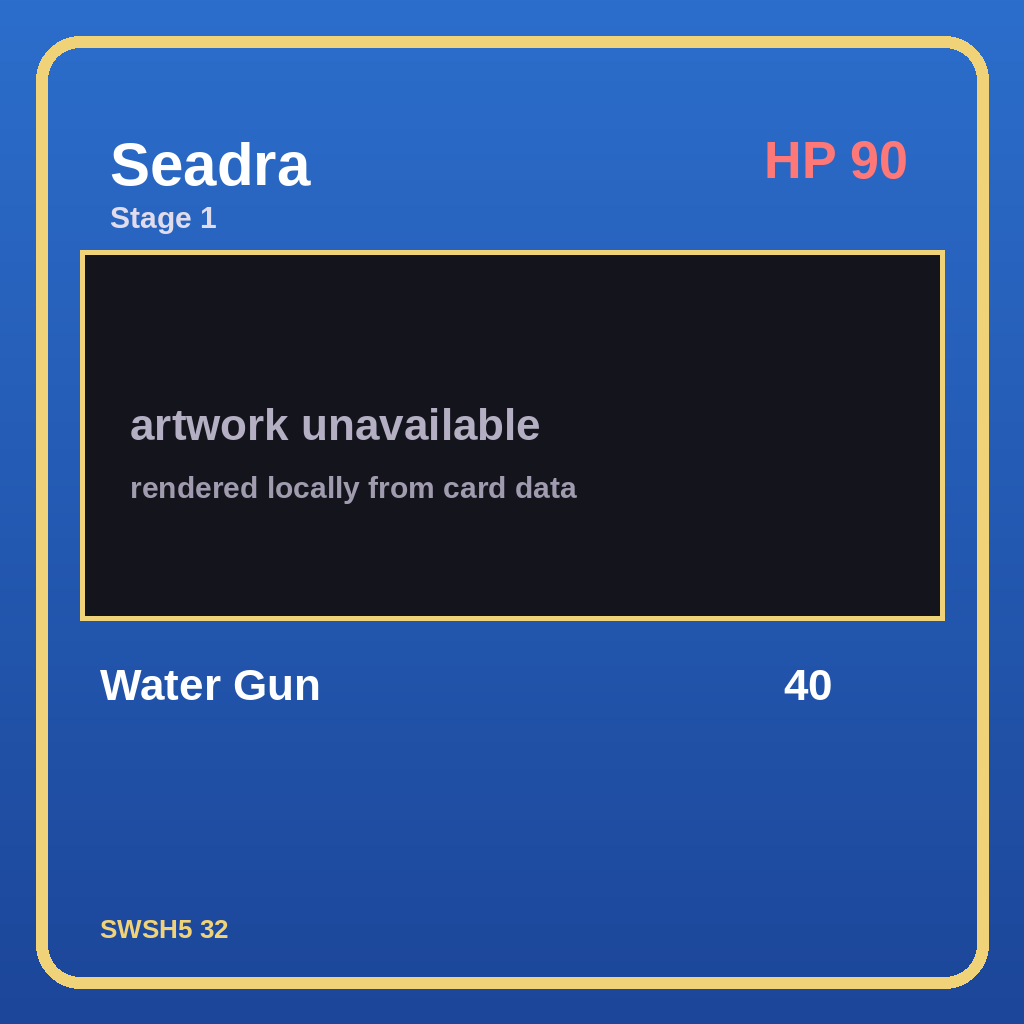 Seadra
HP 90
Stage 1
artwork unavailable
rendered locally from card data
Water Gun
40
SWSH5 32